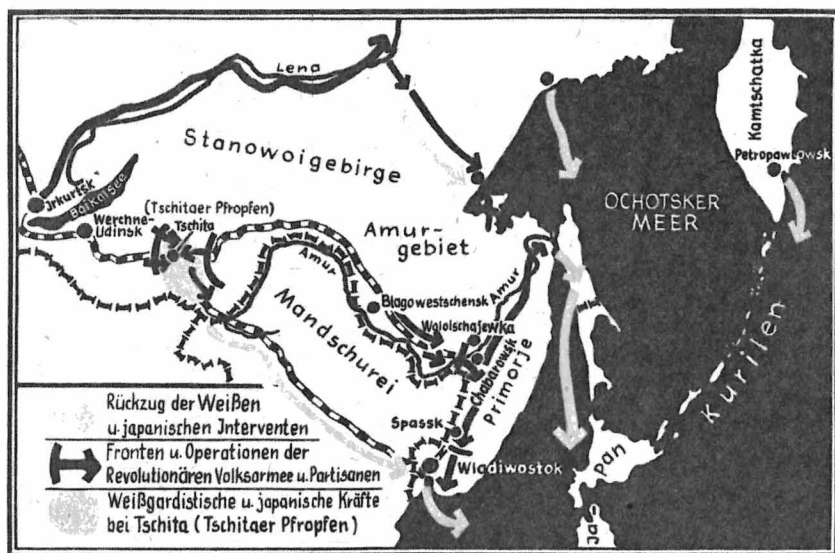 Lena
Stanowoigebirge
Kamtschatka
Petropawlowsk
Jrkurtsk
Baikalsee
Werchne-
Udinsk
(Tschitaer Pfropfen)
Tschita
OCHOTSKER
MEER
Amur-
gebiet
Amur
Amur
Mandschurei
Blagowestschensk
Wololschajewka
Chabarowsk
Primorje
Kurilen
Spassk
Wladiwostok
Ja-
pan
Rückzug der Weißen
u. japanischen Interventen
Fronten u. Operationen der
Revolutionären Volksarmee u. Partisanen
Weißgardistische u. japanische Kräfte
bei Tschita (Tschitaer Pfropfen)